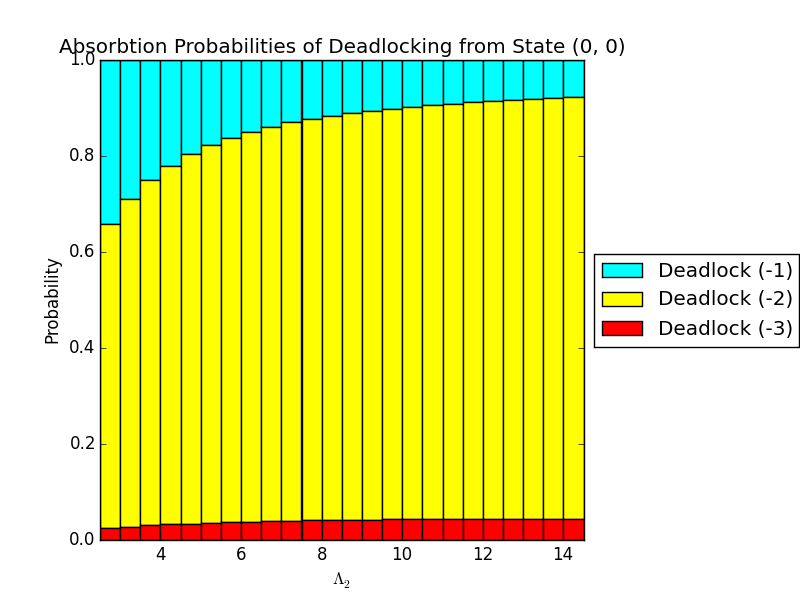 Absorbtion Probabilities of Deadlocking from State (0, 0)
1.0
0.8
0.6
0.4
0.2
0.0
Probability
4 6 8 10 12 14
Λ₂
Deadlock (-1)
Deadlock (-2)
Deadlock (-3)